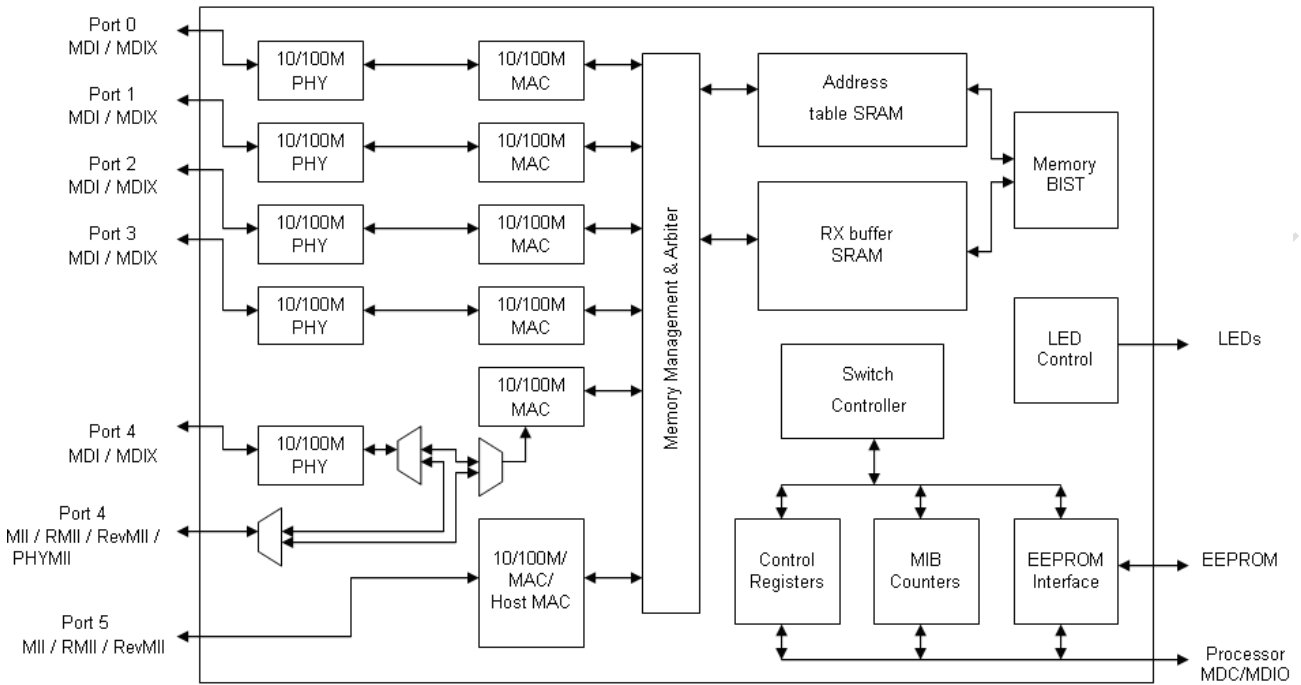 Port 0
MDI / MDIX
Port 1
MDI / MDIX
Port 2
MDI / MDIX
Port 3
MDI / MDIX
Port 4
MDI / MDIX
Port 4
MII / RMII / RevMII /
PHYMII
Port 5
MII / RMII / RevMII
10/100M
PHY
10/100M
PHY
10/100M
PHY
10/100M
PHY
10/100M
PHY
10/100M
MAC
10/100M
MAC
10/100M
MAC
10/100M
MAC
10/100M
MAC
10/100M/
MAC/
Host MAC
Memory Management & Arbiter
Address
table SRAM
RX buffer
SRAM
Memory
BIST
LED
Control
Switch
Controller
Control
Registers
MIB
Counters
EEPROM
Interface
LEDs
EEPROM
Processor
MDC/MDIO